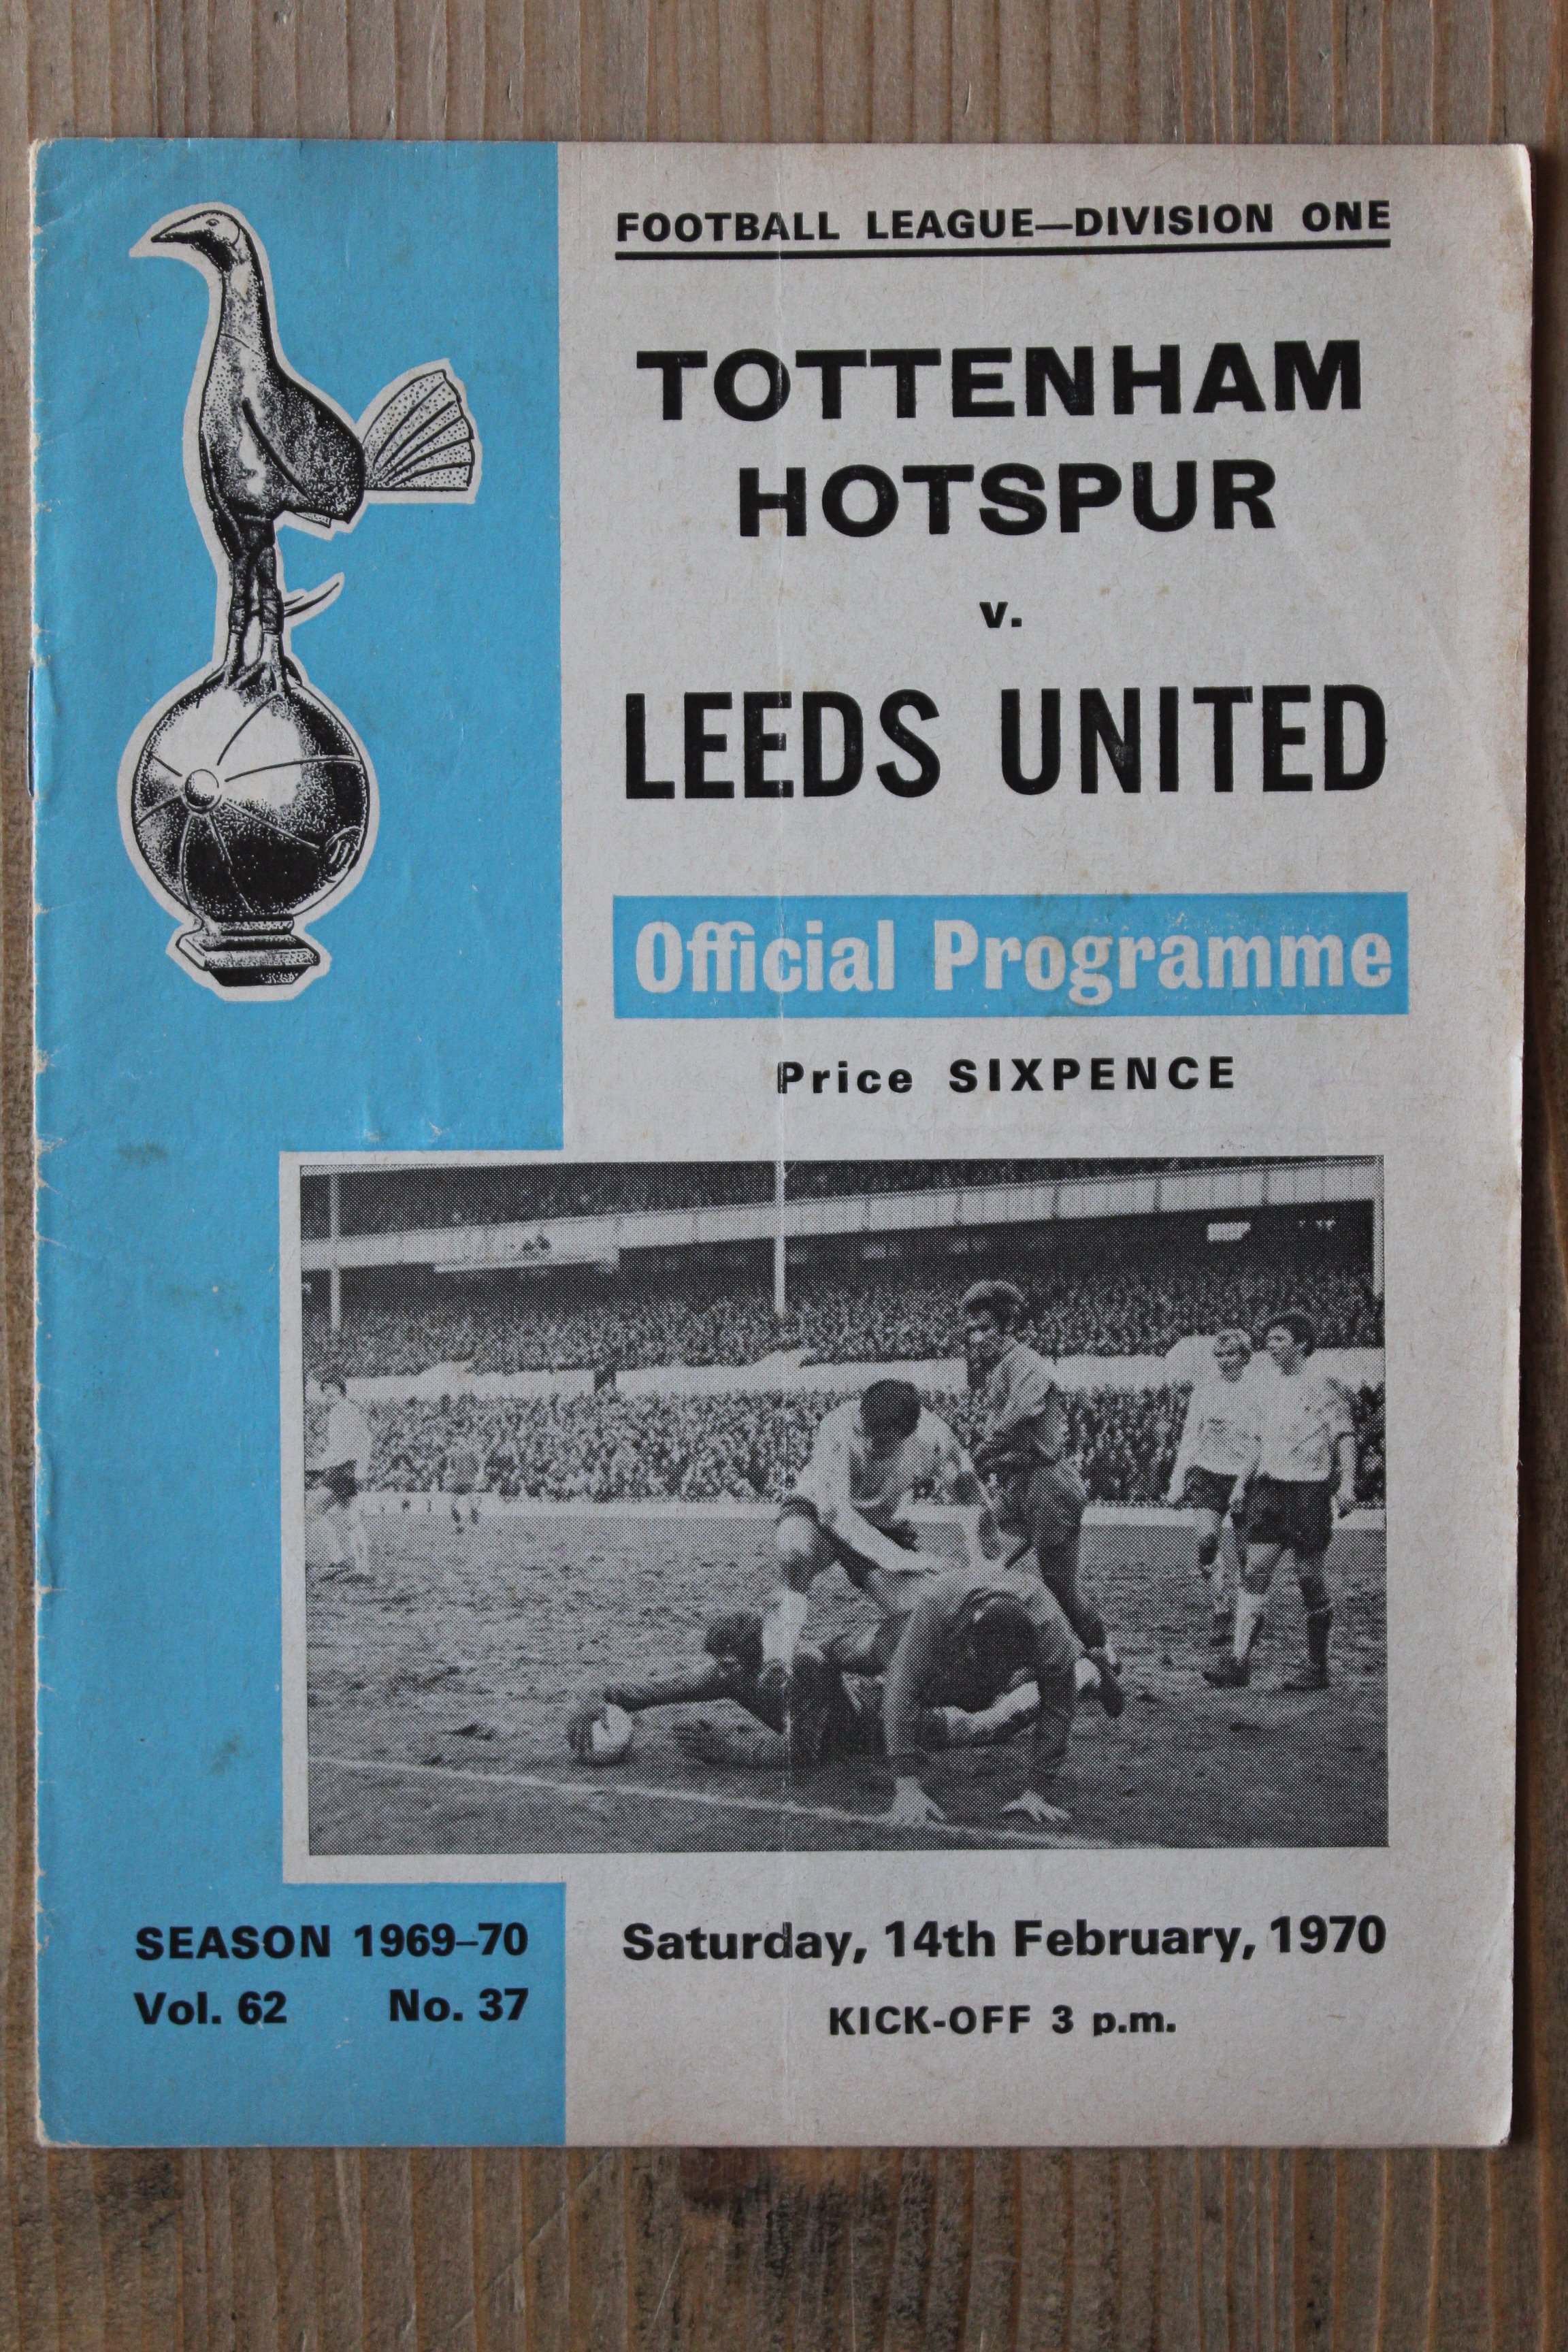 FOOTBALL LEAGUE—DIVISION ONE
TOTTENHAM
HOTSPUR
v.
LEEDS UNITED
Official Programme
Price SIXPENCE
SEASON 1969–70
Vol. 62 No. 37
Saturday, 14th February, 1970
KICK-OFF 3 p.m.